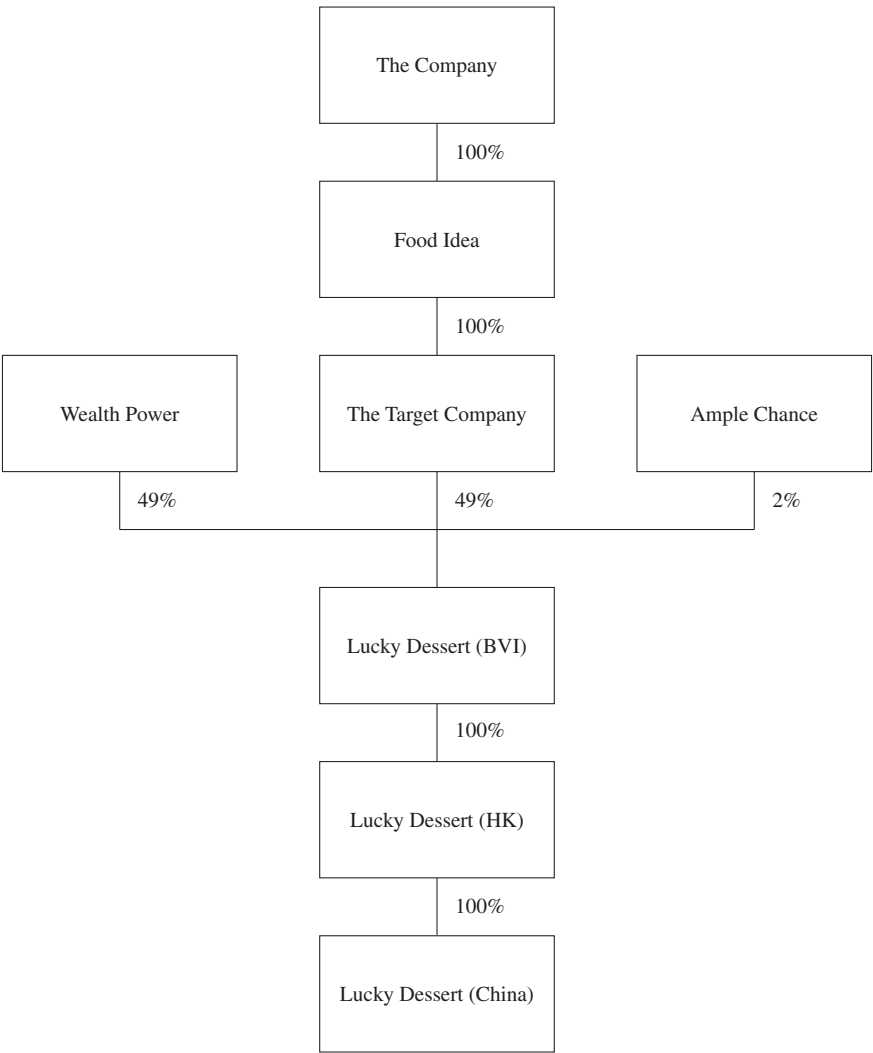 The Company
100%
Food Idea
100%
Wealth Power
The Target Company
Ample Chance
49%
49%
2%
Lucky Dessert (BVI)
100%
Lucky Dessert (HK)
100%
Lucky Dessert (China)